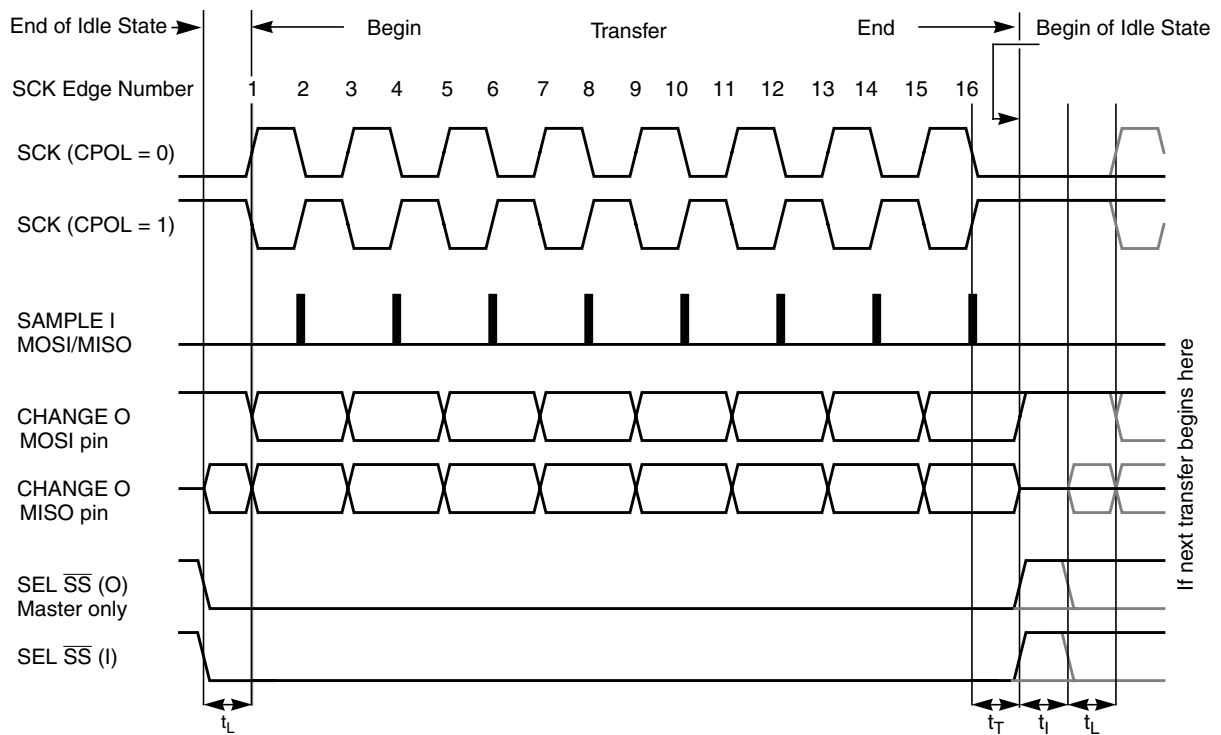 End of Idle State
Begin
Transfer
End
Begin of Idle State
SCK Edge Number
1 2 3 4 5 6 7 8 9 10 11 12 13 14 15 16
SCK (CPOL = 0)
SCK (CPOL = 1)
SAMPLE I
MOSI/MISO
CHANGE O
MOSI pin
CHANGE O
MISO pin
SEL S̅S̅ (O)
Master only
SEL S̅S̅ (I)
If next transfer begins here
tL
tT tI tL